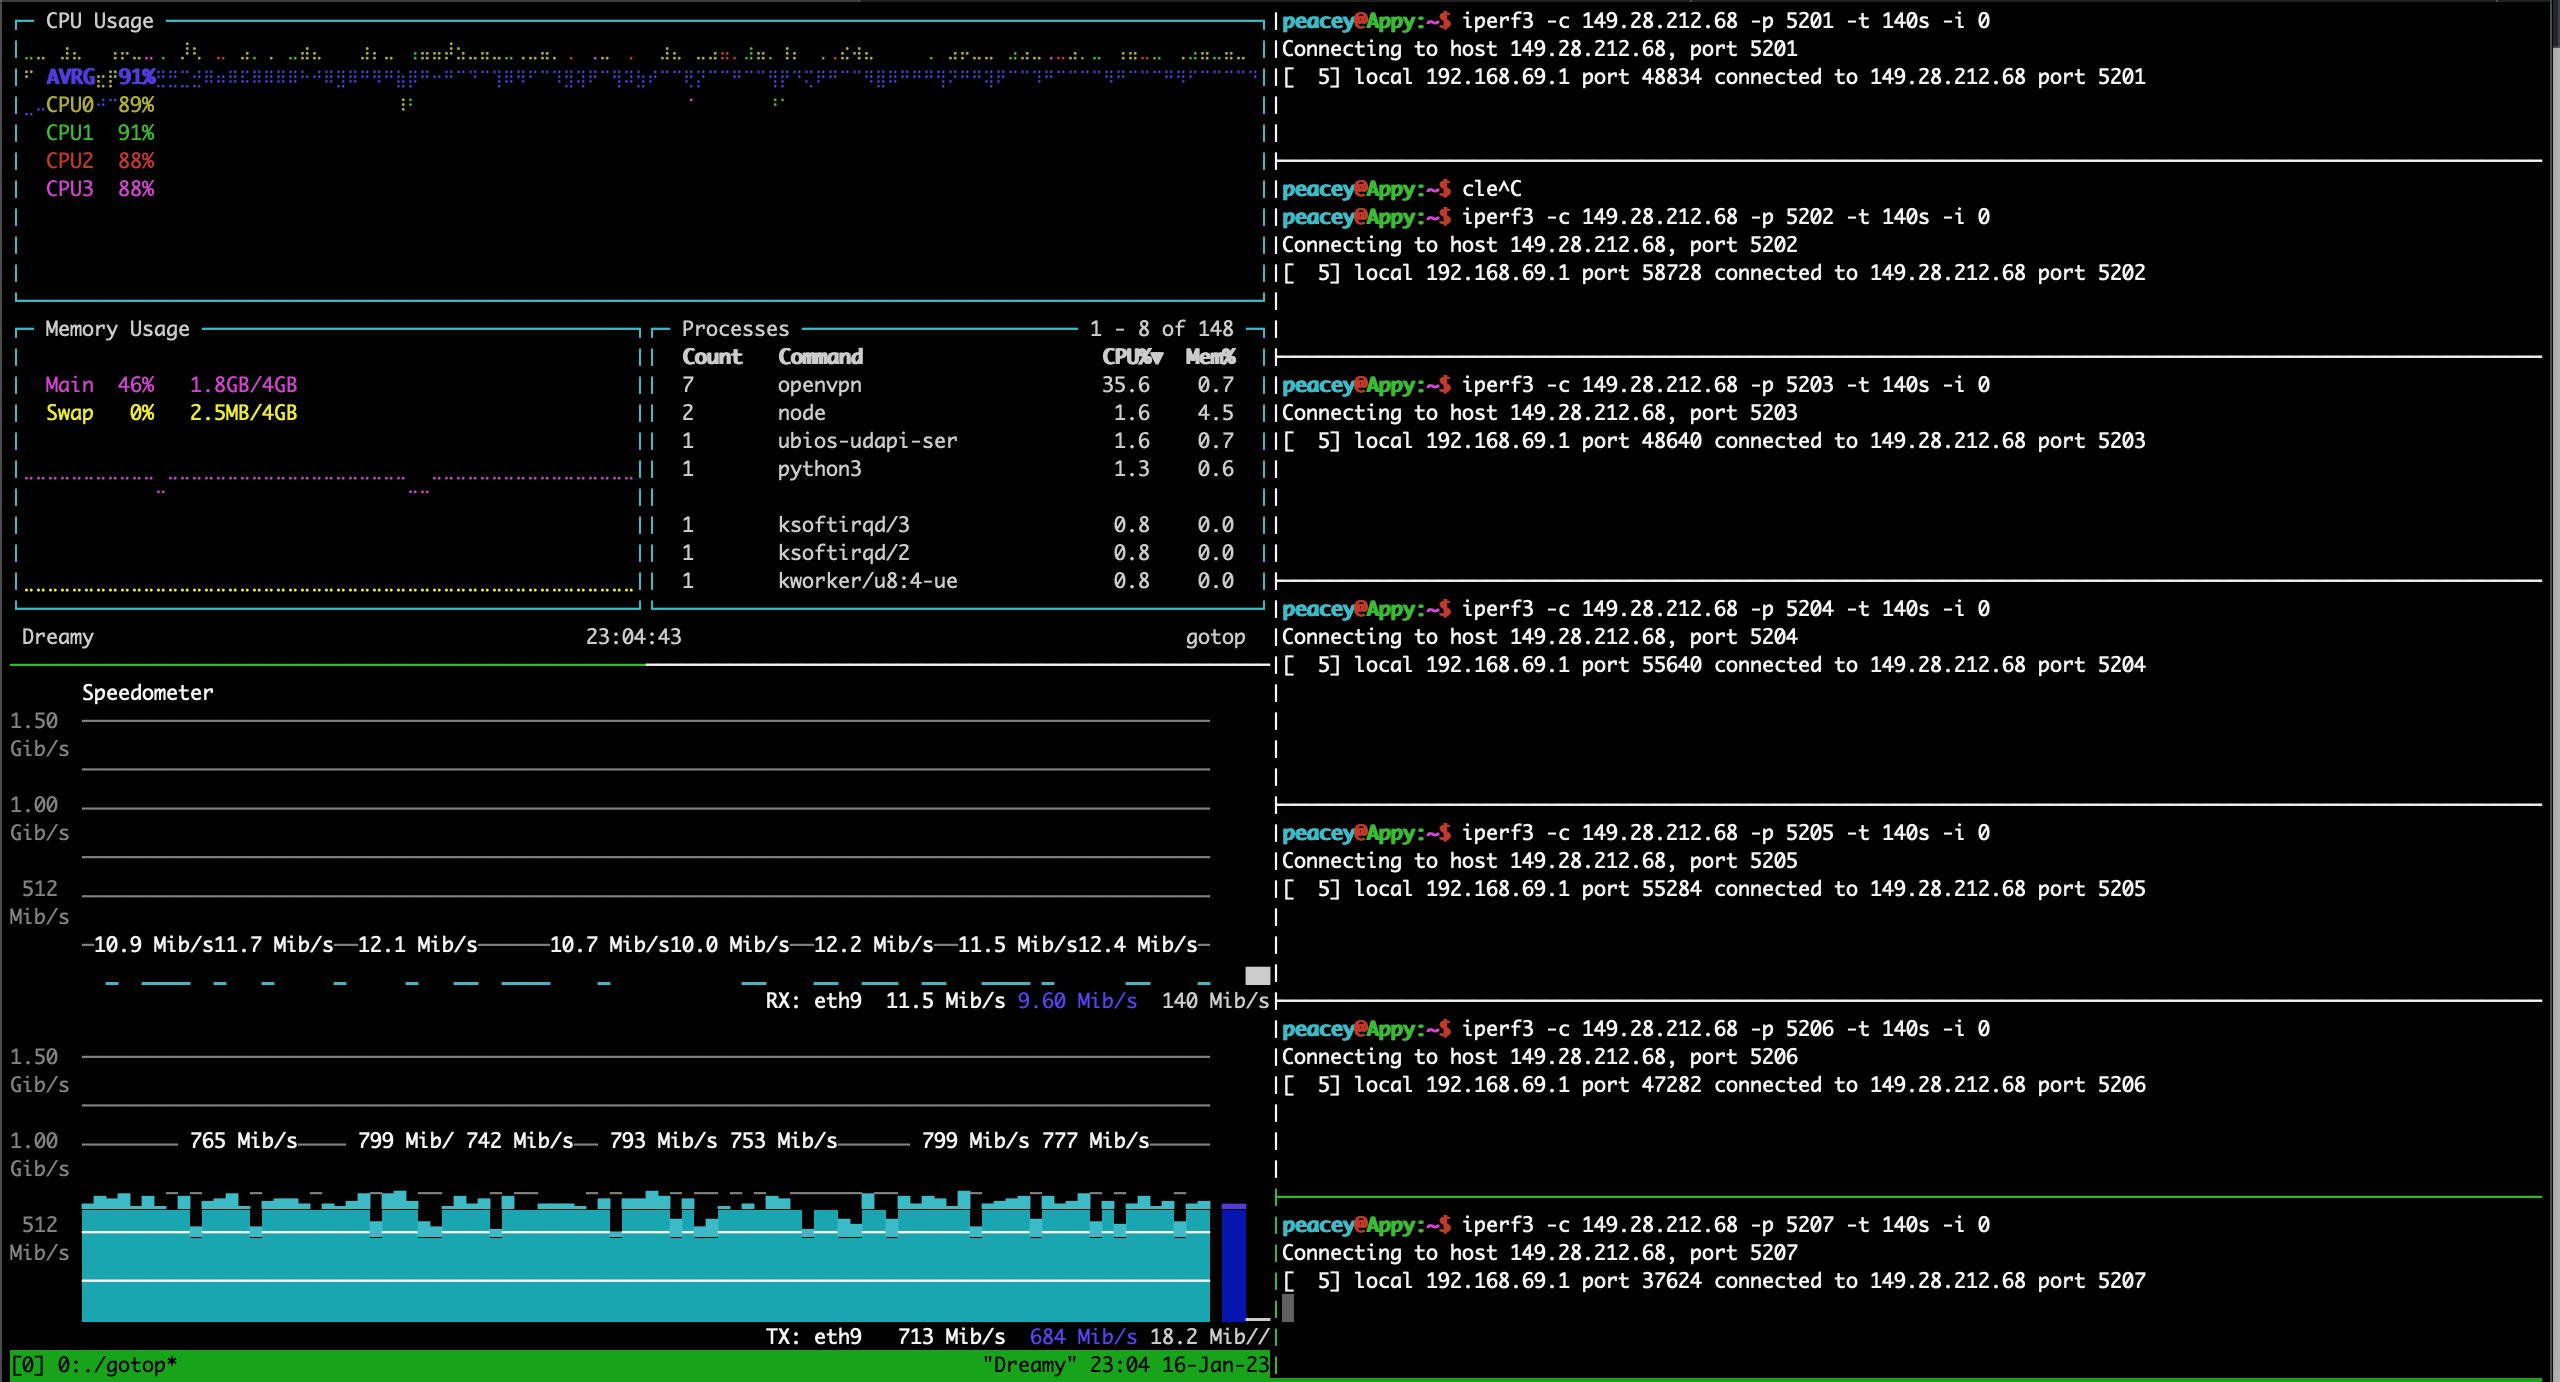 CPU Usage
AVRG 91%
CPU0 89%
CPU1 91%
CPU2 88%
CPU3 88%
Memory Usage
Main 46% 1.8GB/4GB
Swap 0% 2.5MB/4GB
Processes 1 - 8 of 148
Count Command CPU%▼ Mem%
7 openvpn 35.6 0.7
2 node 1.6 4.5
1 ubios-udapi-ser 1.6 0.7
1 python3 1.3 0.6
1 ksoftirqd/3 0.8 0.0
1 ksoftirqd/2 0.8 0.0
1 kworker/u8:4-ue 0.8 0.0
Dreamy 23:04:43 gotop
Speedometer
1.50
Gib/s
1.00
Gib/s
512
Mib/s
10.9 Mib/s11.7 Mib/s 12.1 Mib/s 10.7 Mib/s10.0 Mib/s 12.2 Mib/s 11.5 Mib/s12.4 Mib/s
RX: eth9 11.5 Mib/s 9.60 Mib/s 140 Mib/s
1.50
Gib/s
1.00
Gib/s
765 Mib/s 799 Mib/ 742 Mib/s 793 Mib/s 753 Mib/s 799 Mib/s 777 Mib/s
512
Mib/s
TX: eth9 713 Mib/s 684 Mib/s 18.2 Mib//
[0] 0:./gotop* "Dreamy" 23:04 16-Jan-23
peacey@Appy:~$ iperf3 -c 149.28.212.68 -p 5201 -t 140s -i 0
Connecting to host 149.28.212.68, port 5201
[  5] local 192.168.69.1 port 48834 connected to 149.28.212.68 port 5201
peacey@Appy:~$ cle^C
peacey@Appy:~$ iperf3 -c 149.28.212.68 -p 5202 -t 140s -i 0
Connecting to host 149.28.212.68, port 5202
[  5] local 192.168.69.1 port 58728 connected to 149.28.212.68 port 5202
peacey@Appy:~$ iperf3 -c 149.28.212.68 -p 5203 -t 140s -i 0
Connecting to host 149.28.212.68, port 5203
[  5] local 192.168.69.1 port 48640 connected to 149.28.212.68 port 5203
peacey@Appy:~$ iperf3 -c 149.28.212.68 -p 5204 -t 140s -i 0
Connecting to host 149.28.212.68, port 5204
[  5] local 192.168.69.1 port 55640 connected to 149.28.212.68 port 5204
peacey@Appy:~$ iperf3 -c 149.28.212.68 -p 5205 -t 140s -i 0
Connecting to host 149.28.212.68, port 5205
[  5] local 192.168.69.1 port 55284 connected to 149.28.212.68 port 5205
peacey@Appy:~$ iperf3 -c 149.28.212.68 -p 5206 -t 140s -i 0
Connecting to host 149.28.212.68, port 5206
[  5] local 192.168.69.1 port 47282 connected to 149.28.212.68 port 5206
peacey@Appy:~$ iperf3 -c 149.28.212.68 -p 5207 -t 140s -i 0
Connecting to host 149.28.212.68, port 5207
[  5] local 192.168.69.1 port 37624 connected to 149.28.212.68 port 5207